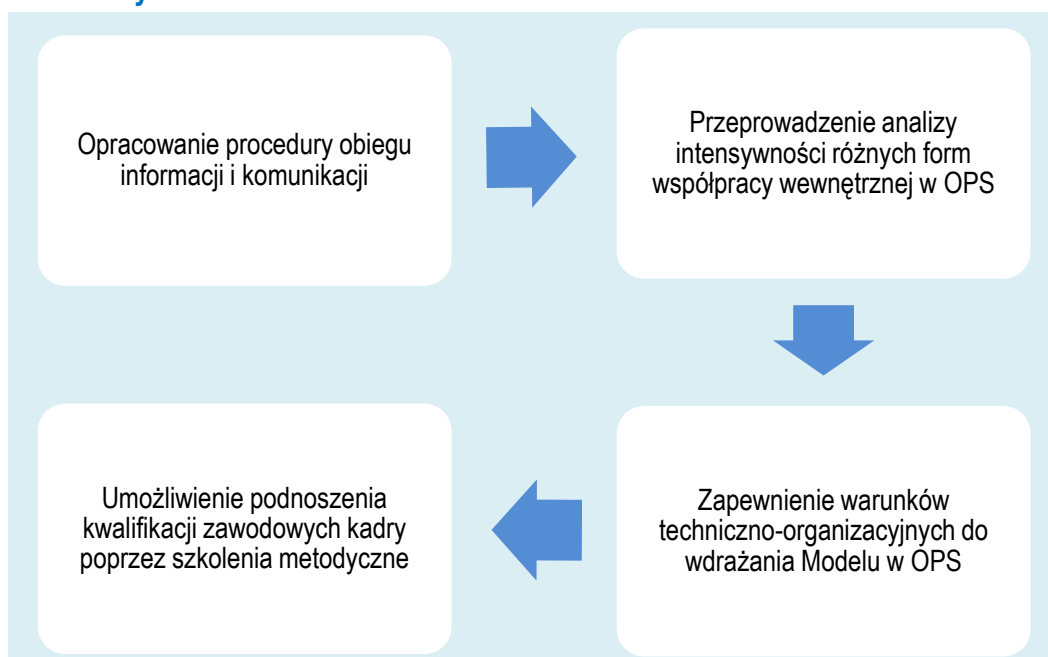 Opracowanie procedury obiegu
informacji i komunikacji
Przeprowadzenie analizy
intensywności różnych form
współpracy wewnętrznej w OPS
Zapewnienie warunków
techniczno-organizacyjnych do
wdrażania Modelu w OPS
Umożliwienie podnoszenia
kwalifikacji zawodowych kadry
poprzez szkolenia metodyczne